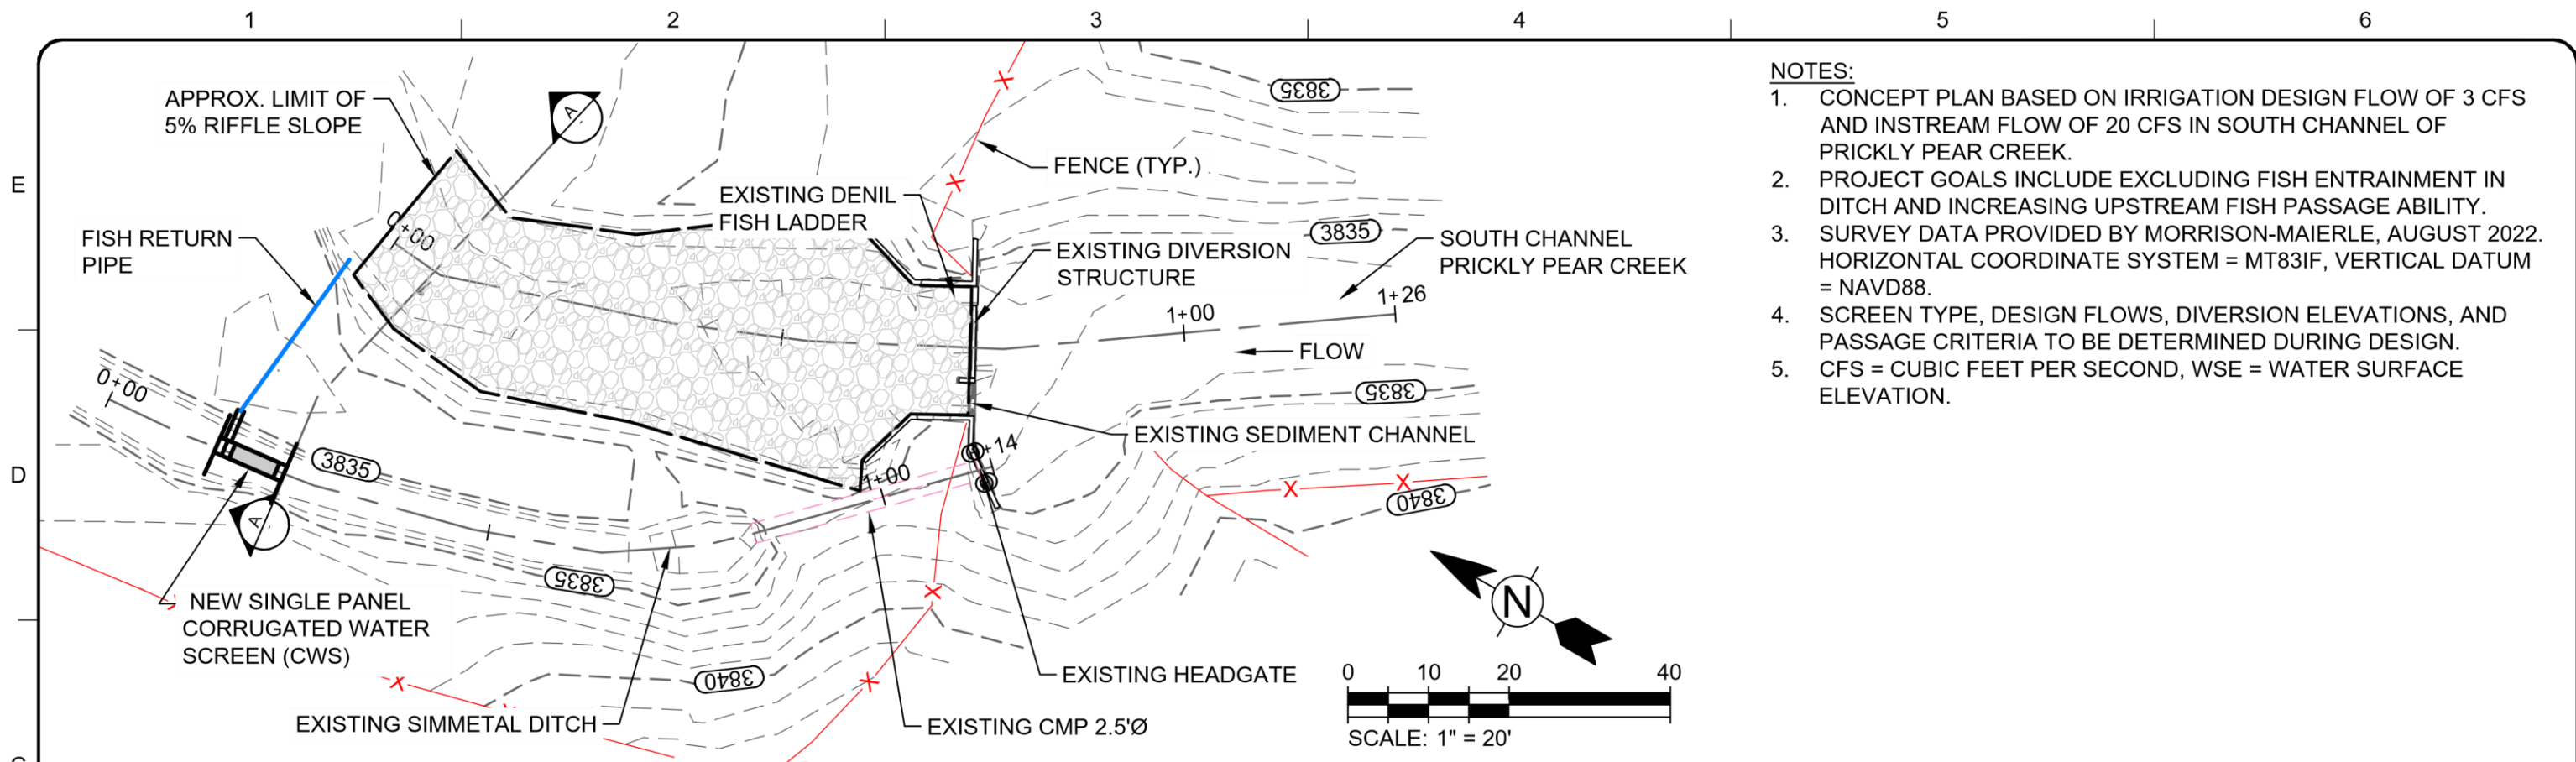 1 2 3 4 5 6
E
D
APPROX. LIMIT OF
5% RIFFLE SLOPE
A
-
3835
FENCE (TYP.)
EXISTING DENIL
FISH LADDER
0+00
FISH RETURN
PIPE
3835
EXISTING DIVERSION
STRUCTURE
SOUTH CHANNEL
PRICKLY PEAR CREEK
1+00
1+26
FLOW
0+00
3835
EXISTING SEDIMENT CHANNEL
3835
1+00
+14
3840
A
-
3835
NEW SINGLE PANEL
CORRUGATED WATER
SCREEN (CWS)
3840
EXISTING HEADGATE
EXISTING SIMMETAL DITCH
EXISTING CMP 2.5'Ø
N
0 10 20 40
SCALE: 1" = 20'
X
X
X
X
X
X
X
NOTES:
1. CONCEPT PLAN BASED ON IRRIGATION DESIGN FLOW OF 3 CFS
AND INSTREAM FLOW OF 20 CFS IN SOUTH CHANNEL OF
PRICKLY PEAR CREEK.
2. PROJECT GOALS INCLUDE EXCLUDING FISH ENTRAINMENT IN
DITCH AND INCREASING UPSTREAM FISH PASSAGE ABILITY.
3. SURVEY DATA PROVIDED BY MORRISON-MAIERLE, AUGUST 2022.
HORIZONTAL COORDINATE SYSTEM = MT83IF, VERTICAL DATUM
= NAVD88.
4. SCREEN TYPE, DESIGN FLOWS, DIVERSION ELEVATIONS, AND
PASSAGE CRITERIA TO BE DETERMINED DURING DESIGN.
5. CFS = CUBIC FEET PER SECOND, WSE = WATER SURFACE
ELEVATION.